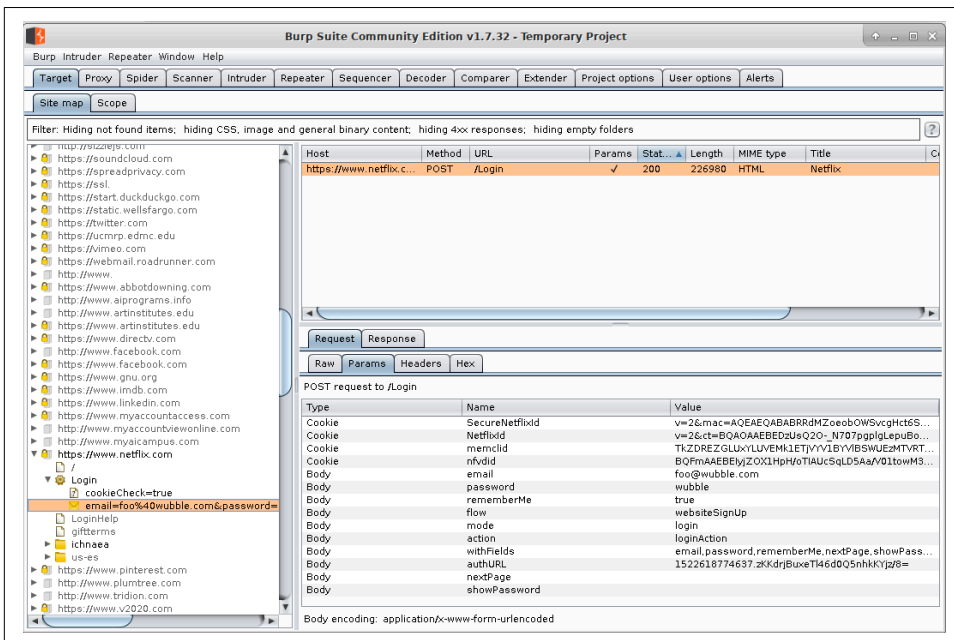 Burp Suite Community Edition v1.7.32 - Temporary Project
Burp Intruder Repeater Window Help
Target Proxy Spider Scanner Intruder Repeater Sequencer Decoder Comparer Extender Project options User options Alerts
Site map Scope
Filter: Hiding not found items; hiding CSS, image and general binary content; hiding 4xx responses; hiding empty folders ?
http://sizzlejs.com
https://soundcloud.com
https://spreadprivacy.com
https://ssl.
https://start.duckduckgo.com
https://static.wellsfargo.com
https://twitter.com
https://ucmrp.edmc.edu
https://vimeo.com
https://webmail.roadrunner.com
http://www.
https://www.abbotdowning.com
http://www.aiprograms.info
http://www.artinstitutes.edu
https://www.artinstitutes.edu
https://www.directv.com
http://www.facebook.com
https://www.facebook.com
https://www.gnu.org
https://www.imdb.com
https://www.linkedin.com
https://www.myaccountaccess.com
http://www.myaccountviewonline.com
http://www.myaicampus.com
https://www.netflix.com
/
Login
cookieCheck=true
email=foo%40wubble.com&password=
LoginHelp
giftterms
ichnaea
us-es
https://www.pinterest.com
http://www.plumtree.com
http://www.tridion.com
https://www.v2020.com
Host Method URL Params Stat... Length MIME type Title
https://www.netflix.c... POST /Login ✓ 200 226980 HTML Netflix
Request Response
Raw Params Headers Hex
POST request to /Login
Type Name Value
Cookie SecureNetflixId v=2&mac=AQEAEQABABRRdMZoeobOWSvcgHct6S...
Cookie NetflixId v=2&ct=BQAOAAEBEDzUsQ2O-_N707pgplgLepuBo...
Cookie memclid TkZDREZGLUxYLUVEMk1ETjVYV1BYVlBSWUEzMTVRT...
Cookie nfvdid BQFmAAEBEIyjZOX1HpH/oTIAUcSqLD5Aa/V01towM3...
Body email foo@wubble.com
Body password wubble
Body rememberMe true
Body flow websiteSignUp
Body mode login
Body action loginAction
Body withFields email,password,rememberMe,nextPage,showPass...
Body authURL 1522618774637.zKKdrjBuxeTl46d0Q5nhkKYjz/8=
Body nextPage
Body showPassword
Body encoding: application/x-www-form-urlencoded